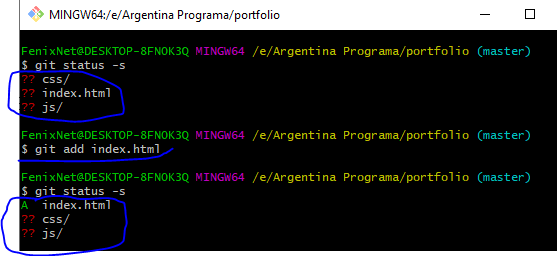 MINGW64:/e/Argentina Programa/portfolio
FenixNet@DESKTOP-8FNOK3Q MINGW64 /e/Argentina Programa/portfolio (master)
$ git status -s
?? css/
?? index.html
?? js/
FenixNet@DESKTOP-8FNOK3Q MINGW64 /e/Argentina Programa/portfolio (master)
$ git add index.html
FenixNet@DESKTOP-8FNOK3Q MINGW64 /e/Argentina Programa/portfolio (master)
$ git status -s
A  index.html
?? css/
?? js/